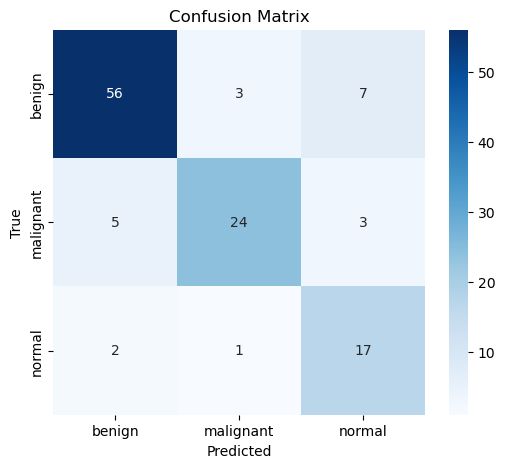 Confusion Matrix
True
benign
56
3
7
malignant
5
24
3
normal
2
1
17
benign
malignant
normal
Predicted
50
40
30
20
10